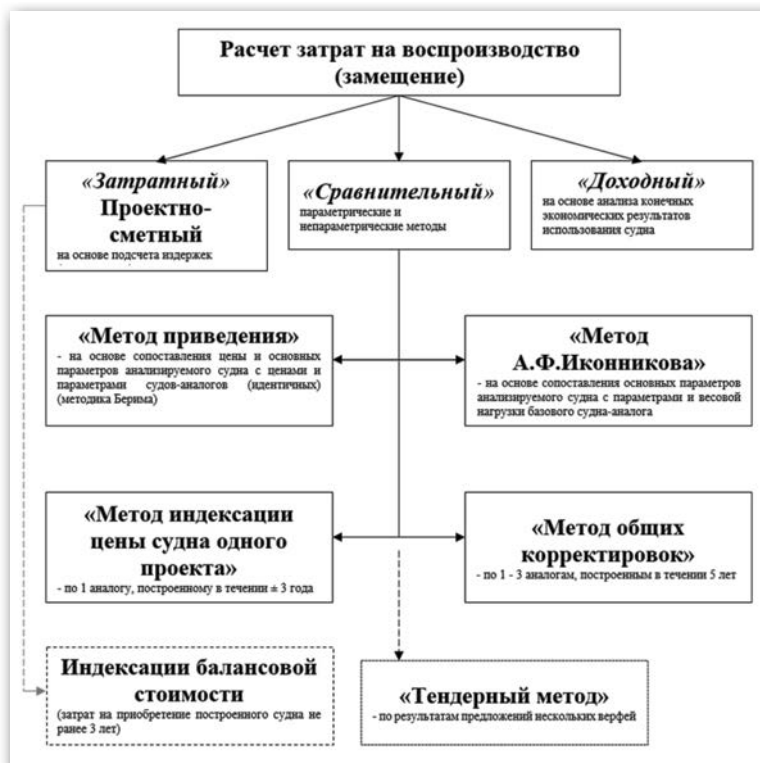 Расчет затрат на воспроизводство
(замещение)
«Затратный»
Проектно-
сметный
на основе подсчета издержек
«Сравнительный»
параметрические и
непараметрические методы
«Доходный»
на основе анализа конечных
экономических результатов
использования судна
«Метод приведения»
- на основе сопоставления цены и основных
параметров анализируемого судна с ценами и
параметрами судов-аналогов (идентичных)
(методика Берима)
«Метод
А.Ф.Иконникова»
- на основе сопоставления основных параметров
анализируемого судна с параметрами и весовой
нагрузки базового судна-аналога
«Метод индексации
цены судна одного
проекта»
- по 1 аналогу, построенному в течении ± 3 года
«Метод общих
корректировок»
- по 1 - 3 аналогам, построенным в течении 5 лет
Индексации балансовой
стоимости
(затрат на приобретение построенного судна не
ранее 3 лет)
«Тендерный метод»
- по результатам предложений нескольких верфей